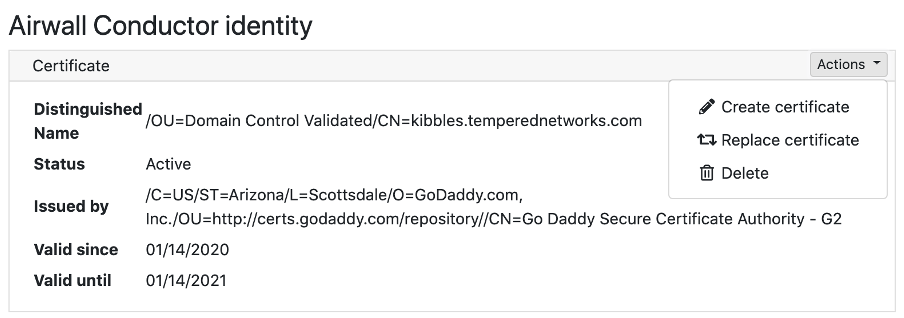 Airwall Conductor identity
Certificate Actions
Create certificate
Replace certificate
Delete
Distinguished
Name /OU=Domain Control Validated/CN=kibbles.temperednetworks.com
Status Active
Issued by /C=US/ST=Arizona/L=Scottsdale/O=GoDaddy.com,
Inc./OU=http://certs.godaddy.com/repository//CN=Go Daddy Secure Certificate Authority - G2
Valid since 01/14/2020
Valid until 01/14/2021